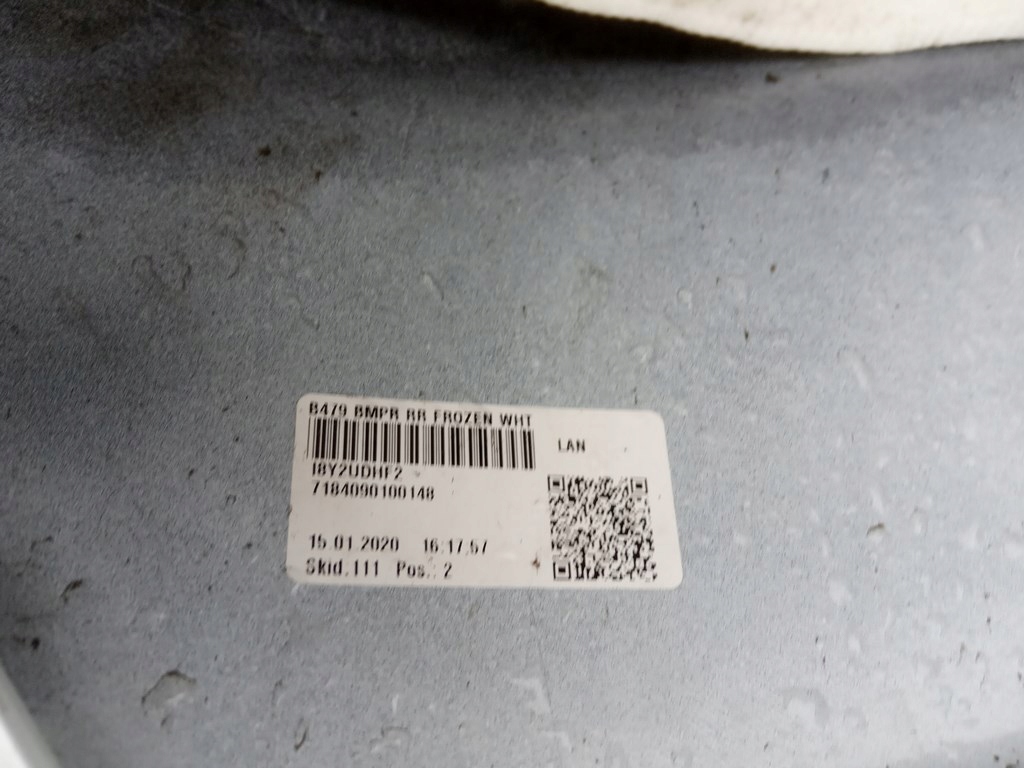 B479 BMPR RR FROZEN WHT
LAN
I8Y2UDHF2
7184090100148
15.01.2020 16:17:57
Skid.111 Pos.: 2